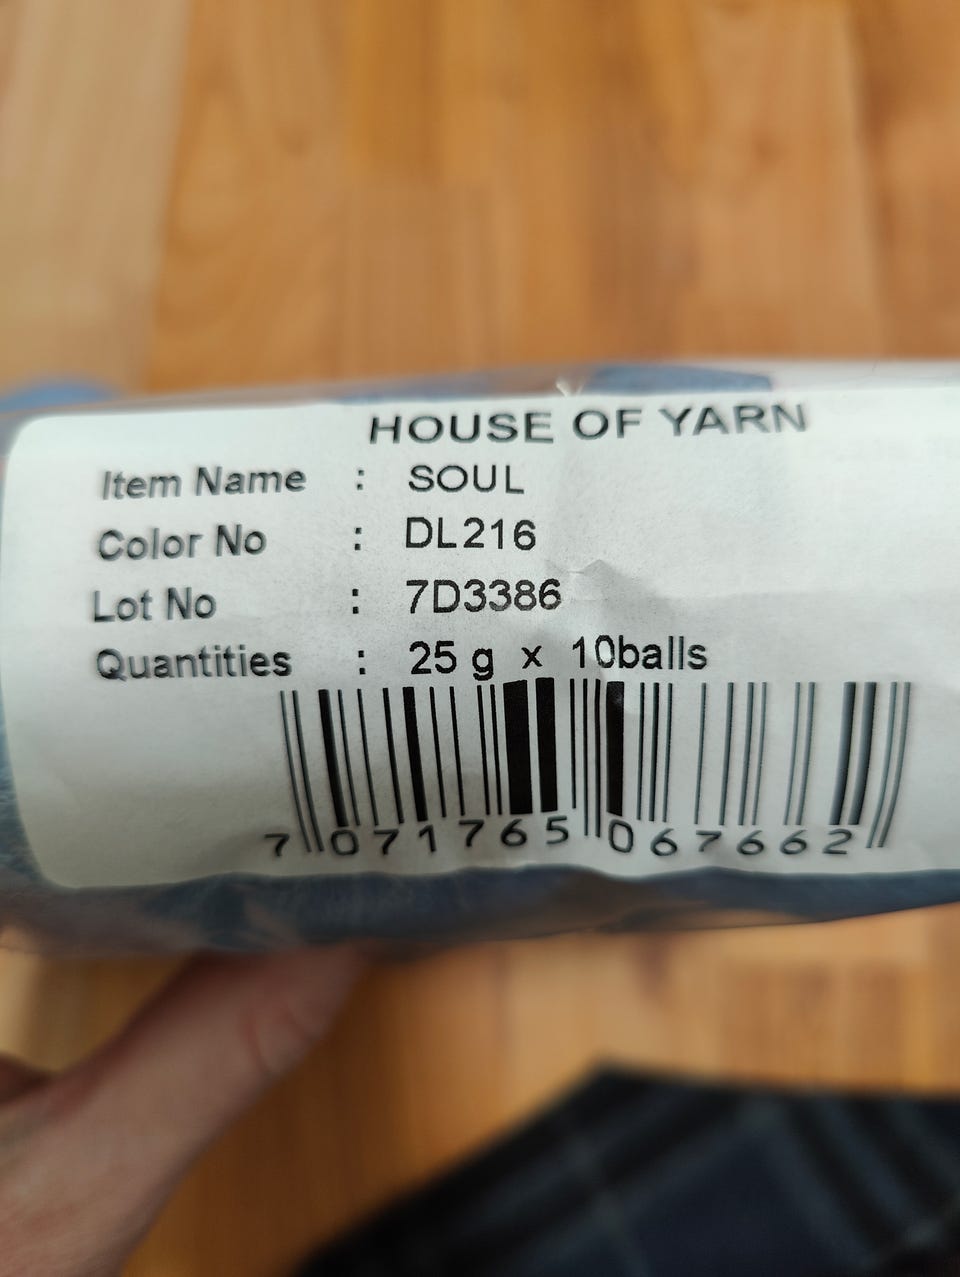 HOUSE OF YARN
Item Name : SOUL
Color No : DL216
Lot No : 7D3386
Quantities : 25 g x 10balls
7 071765 067662